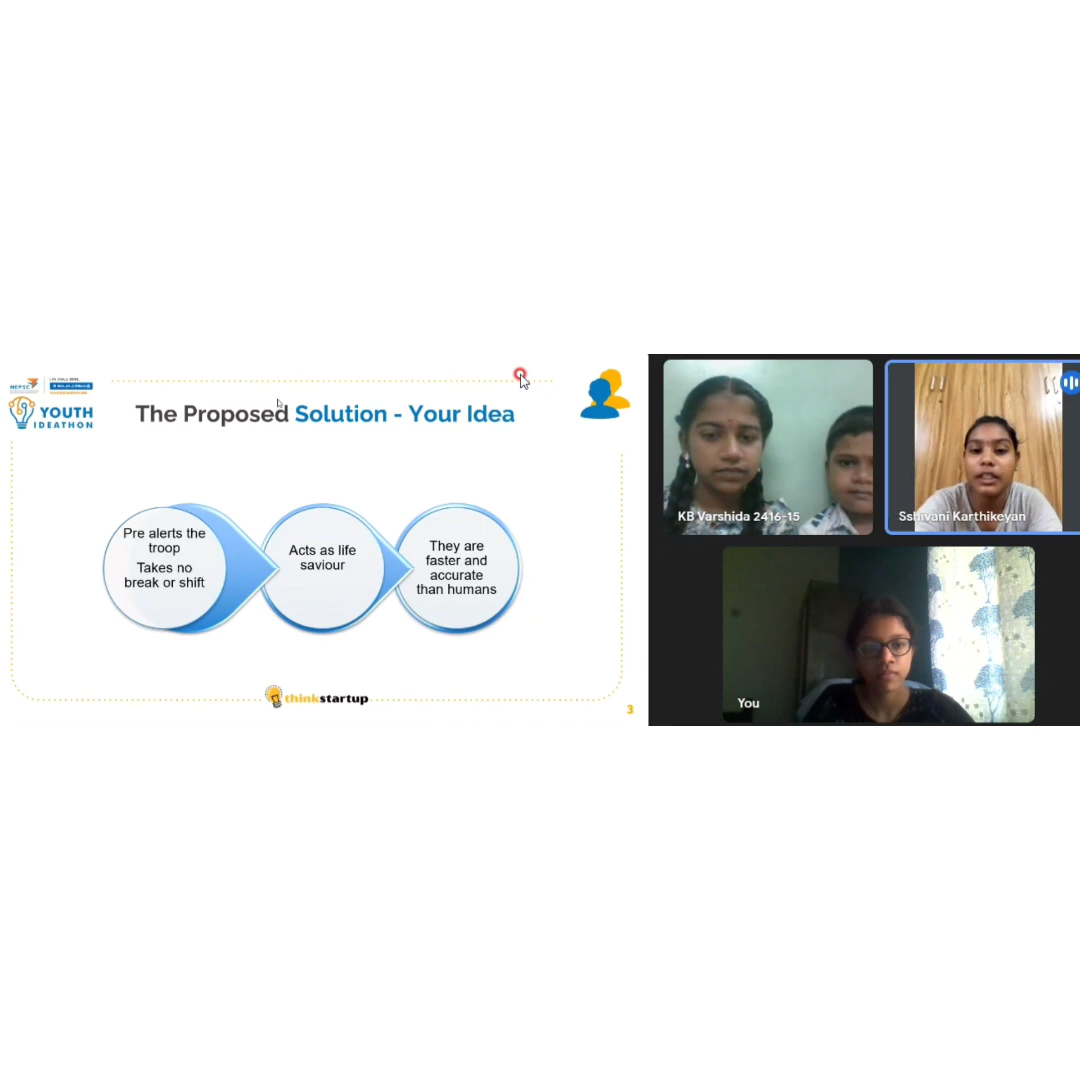 MEPSC
YOUTH
IDEATHON
The Proposed Solution - Your Idea
Pre alerts the
troop
Takes no
break or shift
Acts as life
saviour
They are
faster and
accurate
than humans
thinkstartup
3
KB Varshida 2416-15
Sshivani Karthikeyan
You